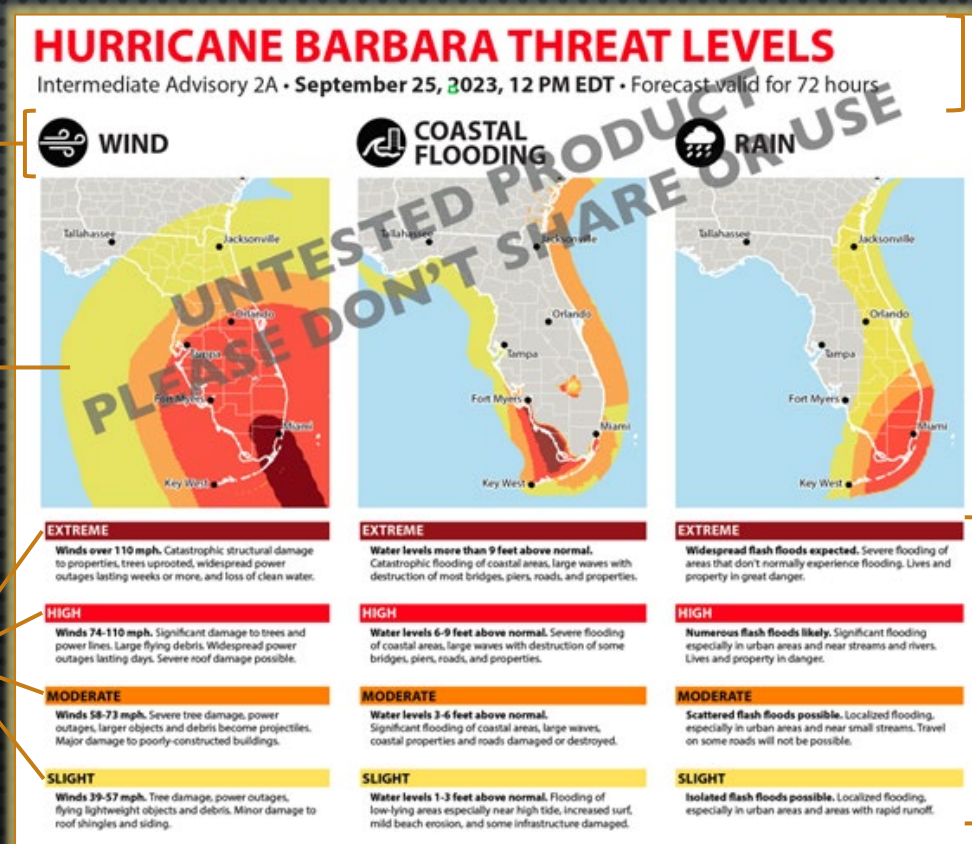 HURRICANE BARBARA THREAT LEVELS
Intermediate Advisory 2A • September 25, 2023, 12 PM EDT • Forecast valid for 72 hours
UNTESTED PRODUCT
PLEASE DON'T SHARE OR USE
WIND
Tallahassee
Jacksonville
Orlando
Tampa
Fort Myers
Miami
Key West
EXTREME
Winds over 110 mph. Catastrophic structural damage
to properties, trees uprooted, widespread power
outages lasting weeks or more, and loss of clean water.
HIGH
Winds 74-110 mph. Significant damage to trees and
power lines. Large flying debris. Widespread power
outages lasting days. Severe roof damage possible.
MODERATE
Winds 58-73 mph. Severe tree damage, power
outages, larger objects and debris become projectiles.
Major damage to poorly-constructed buildings.
SLIGHT
Winds 39-57 mph. Tree damage, power outages,
flying lightweight objects and debris. Minor damage to
roof shingles and siding.
COASTAL
FLOODING
Tallahassee
Jacksonville
Orlando
Tampa
Fort Myers
Miami
Key West
EXTREME
Water levels more than 9 feet above normal.
Catastrophic flooding of coastal areas, large waves with
destruction of most bridges, piers, roads, and properties.
HIGH
Water levels 6-9 feet above normal. Severe flooding
of coastal areas, large waves with destruction of some
bridges, piers, roads, and properties.
MODERATE
Water levels 3-6 feet above normal.
Significant flooding of coastal areas, large waves,
coastal properties and roads damaged or destroyed.
SLIGHT
Water levels 1-3 feet above normal. Flooding of
low-lying areas especially near high tide, increased surf,
mild beach erosion, and some infrastructure damaged.
RAIN
Tallahassee
Jacksonville
Orlando
Tampa
Fort Myers
Miami
Key West
EXTREME
Widespread flash floods expected. Severe flooding of
areas that don't normally experience flooding. Lives and
property in great danger.
HIGH
Numerous flash floods likely. Significant flooding
especially in urban areas and near streams and rivers.
Lives and property in danger.
MODERATE
Scattered flash floods possible. Localized flooding,
especially in urban areas and near small streams. Travel
on some roads will not be possible.
SLIGHT
Isolated flash floods possible. Localized flooding,
especially in urban areas and areas with rapid runoff.